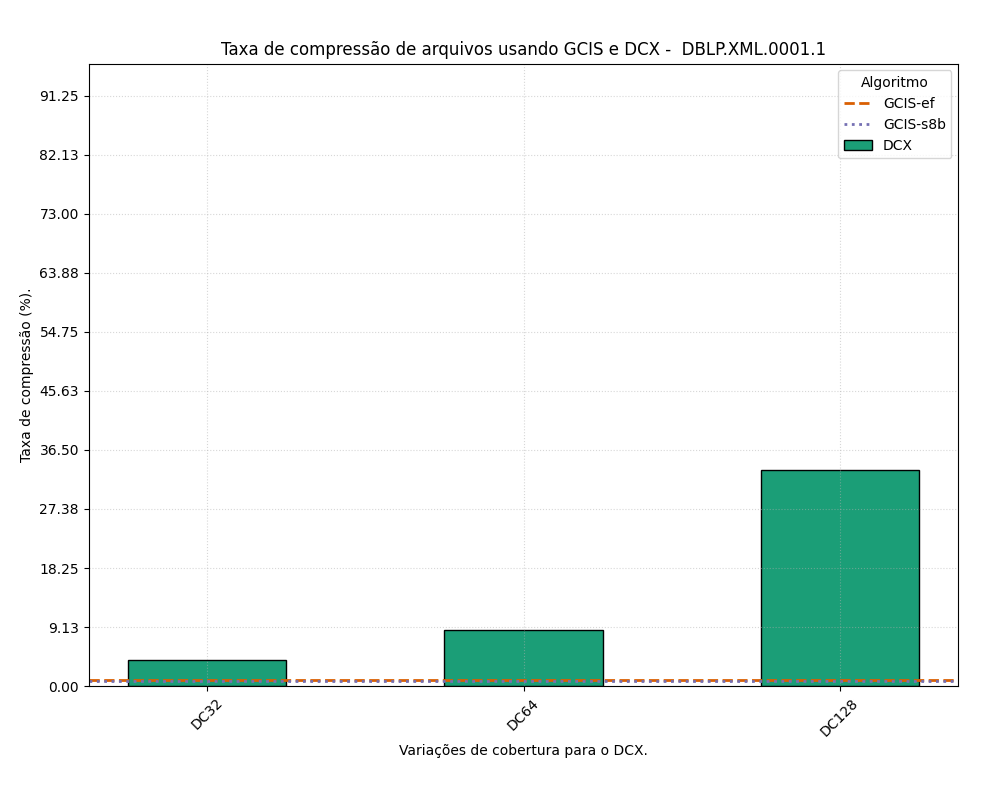 Taxa de compressão de arquivos usando GCIS e DCX -  DBLP.XML.0001.1
Algoritmo
GCIS-ef
GCIS-s8b
DCX
Taxa de compressão (%).
91.25
82.13
73.00
63.88
54.75
45.63
36.50
27.38
18.25
9.13
0.00
DC32
DC64
DC128
Variações de cobertura para o DCX.